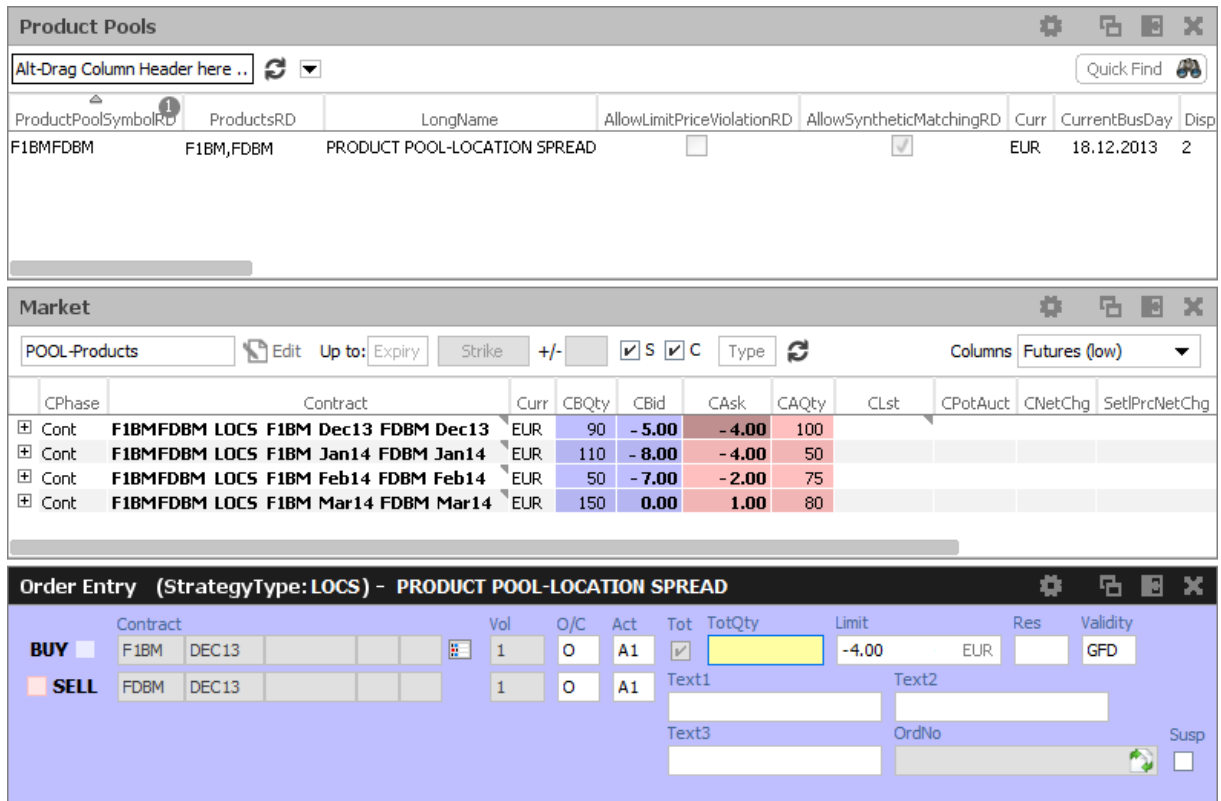 Product Pools
Alt-Drag Column Header here .. Quick Find
ProductPoolSymbolRD 1 ProductsRD LongName AllowLimitPriceViolationRD AllowSyntheticMatchingRD Curr CurrentBusDay Disp
F1BMFDBM F1BM,FDBM PRODUCT POOL-LOCATION SPREAD EUR 18.12.2013 2
Market
POOL-Products Edit Up to: Expiry Strike +/- S C Type Columns Futures (low)
CPhase Contract Curr CBQty CBid CAsk CAQty CLst CPotAuct CNetChg SetlPrcNetChg
Cont F1BMFDBM LOCS F1BM Dec13 FDBM Dec13 EUR 90 - 5.00 - 4.00 100
Cont F1BMFDBM LOCS F1BM Jan14 FDBM Jan14 EUR 110 - 8.00 - 4.00 50
Cont F1BMFDBM LOCS F1BM Feb14 FDBM Feb14 EUR 50 - 7.00 - 2.00 75
Cont F1BMFDBM LOCS F1BM Mar14 FDBM Mar14 EUR 150 0.00 1.00 80
Order Entry (StrategyType: LOCS) - PRODUCT POOL-LOCATION SPREAD
Contract Vol O/C Act Tot TotQty Limit Res Validity
BUY F1BM DEC13 1 O A1 -4.00 EUR GFD
SELL FDBM DEC13 1 O A1 Text1 Text2
Text3 OrdNo Susp